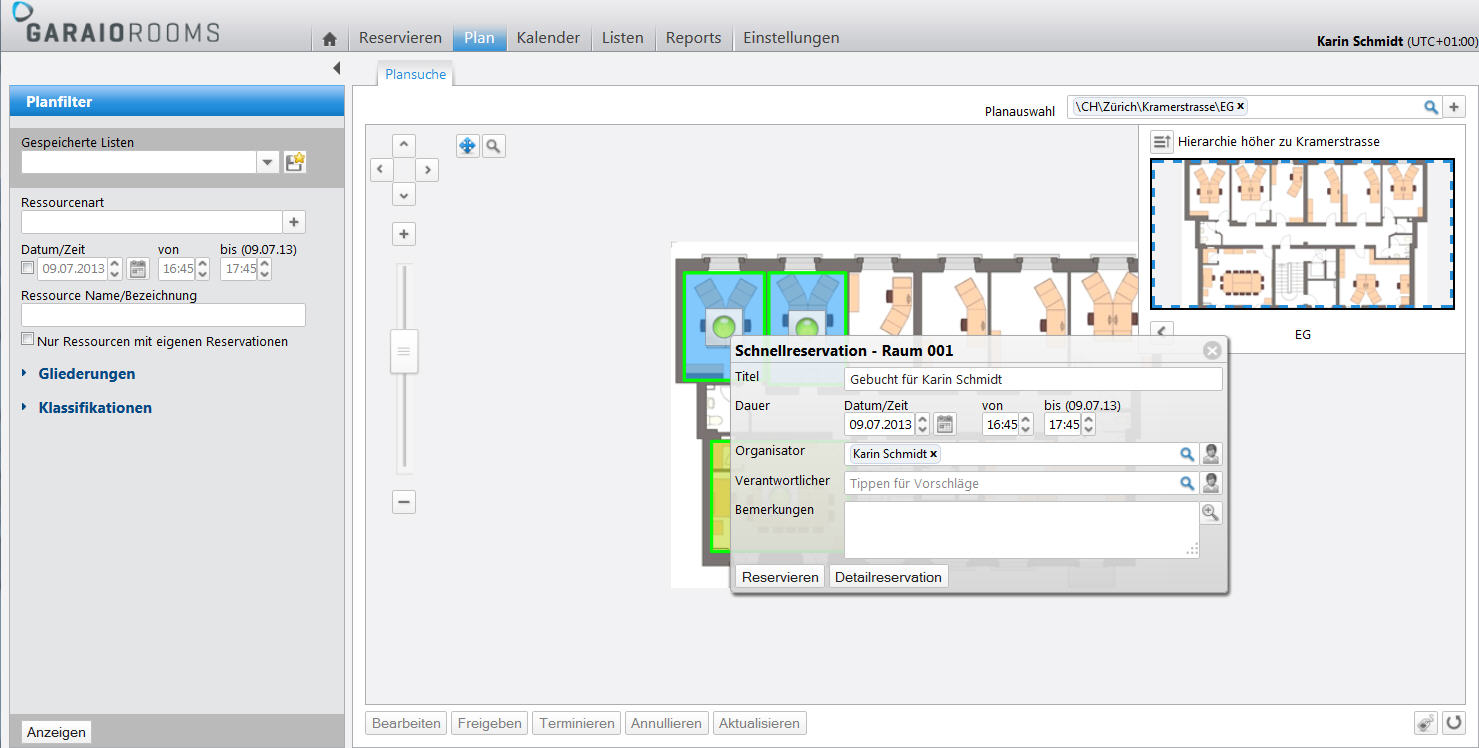 GARAIOROOMS
Reservieren Plan Kalender Listen Reports Einstellungen
Karin Schmidt (UTC+01:00)
Plansuche
Planfilter
Gespeicherte Listen
Ressourcenart
Datum/Zeit von bis (09.07.13)
09.07.2013 16:45 17:45
Ressource Name/Bezeichnung
Nur Ressourcen mit eigenen Reservationen
Gliederungen
Klassifikationen
Anzeigen
Planauswahl \CH\Zürich\Kramerstrasse\EG ×
Hierarchie höher zu Kramerstrasse
EG
Schnellreservation - Raum 001
Titel Gebucht für Karin Schmidt
Dauer Datum/Zeit von bis (09.07.13)
09.07.2013 16:45 17:45
Organisator Karin Schmidt ×
Verantwortlicher Tippen für Vorschläge
Bemerkungen
Reservieren Detailreservation
Bearbeiten Freigeben Terminieren Annullieren Aktualisieren